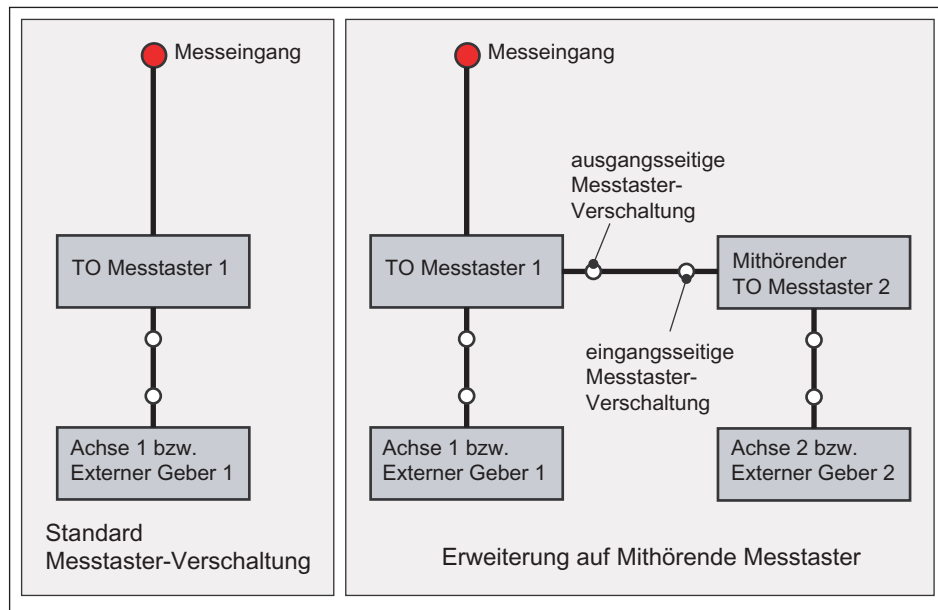 Messeingang
TO Messtaster 1
Achse 1 bzw.
Externer Geber 1
Standard
Messtaster-Verschaltung
Messeingang
ausgangsseitige
Messtaster-
Verschaltung
TO Messtaster 1
Mithörender
TO Messtaster 2
eingangsseitige
Messtaster-
Verschaltung
Achse 1 bzw.
Externer Geber 1
Achse 2 bzw.
Externer Geber 2
Erweiterung auf Mithörende Messtaster